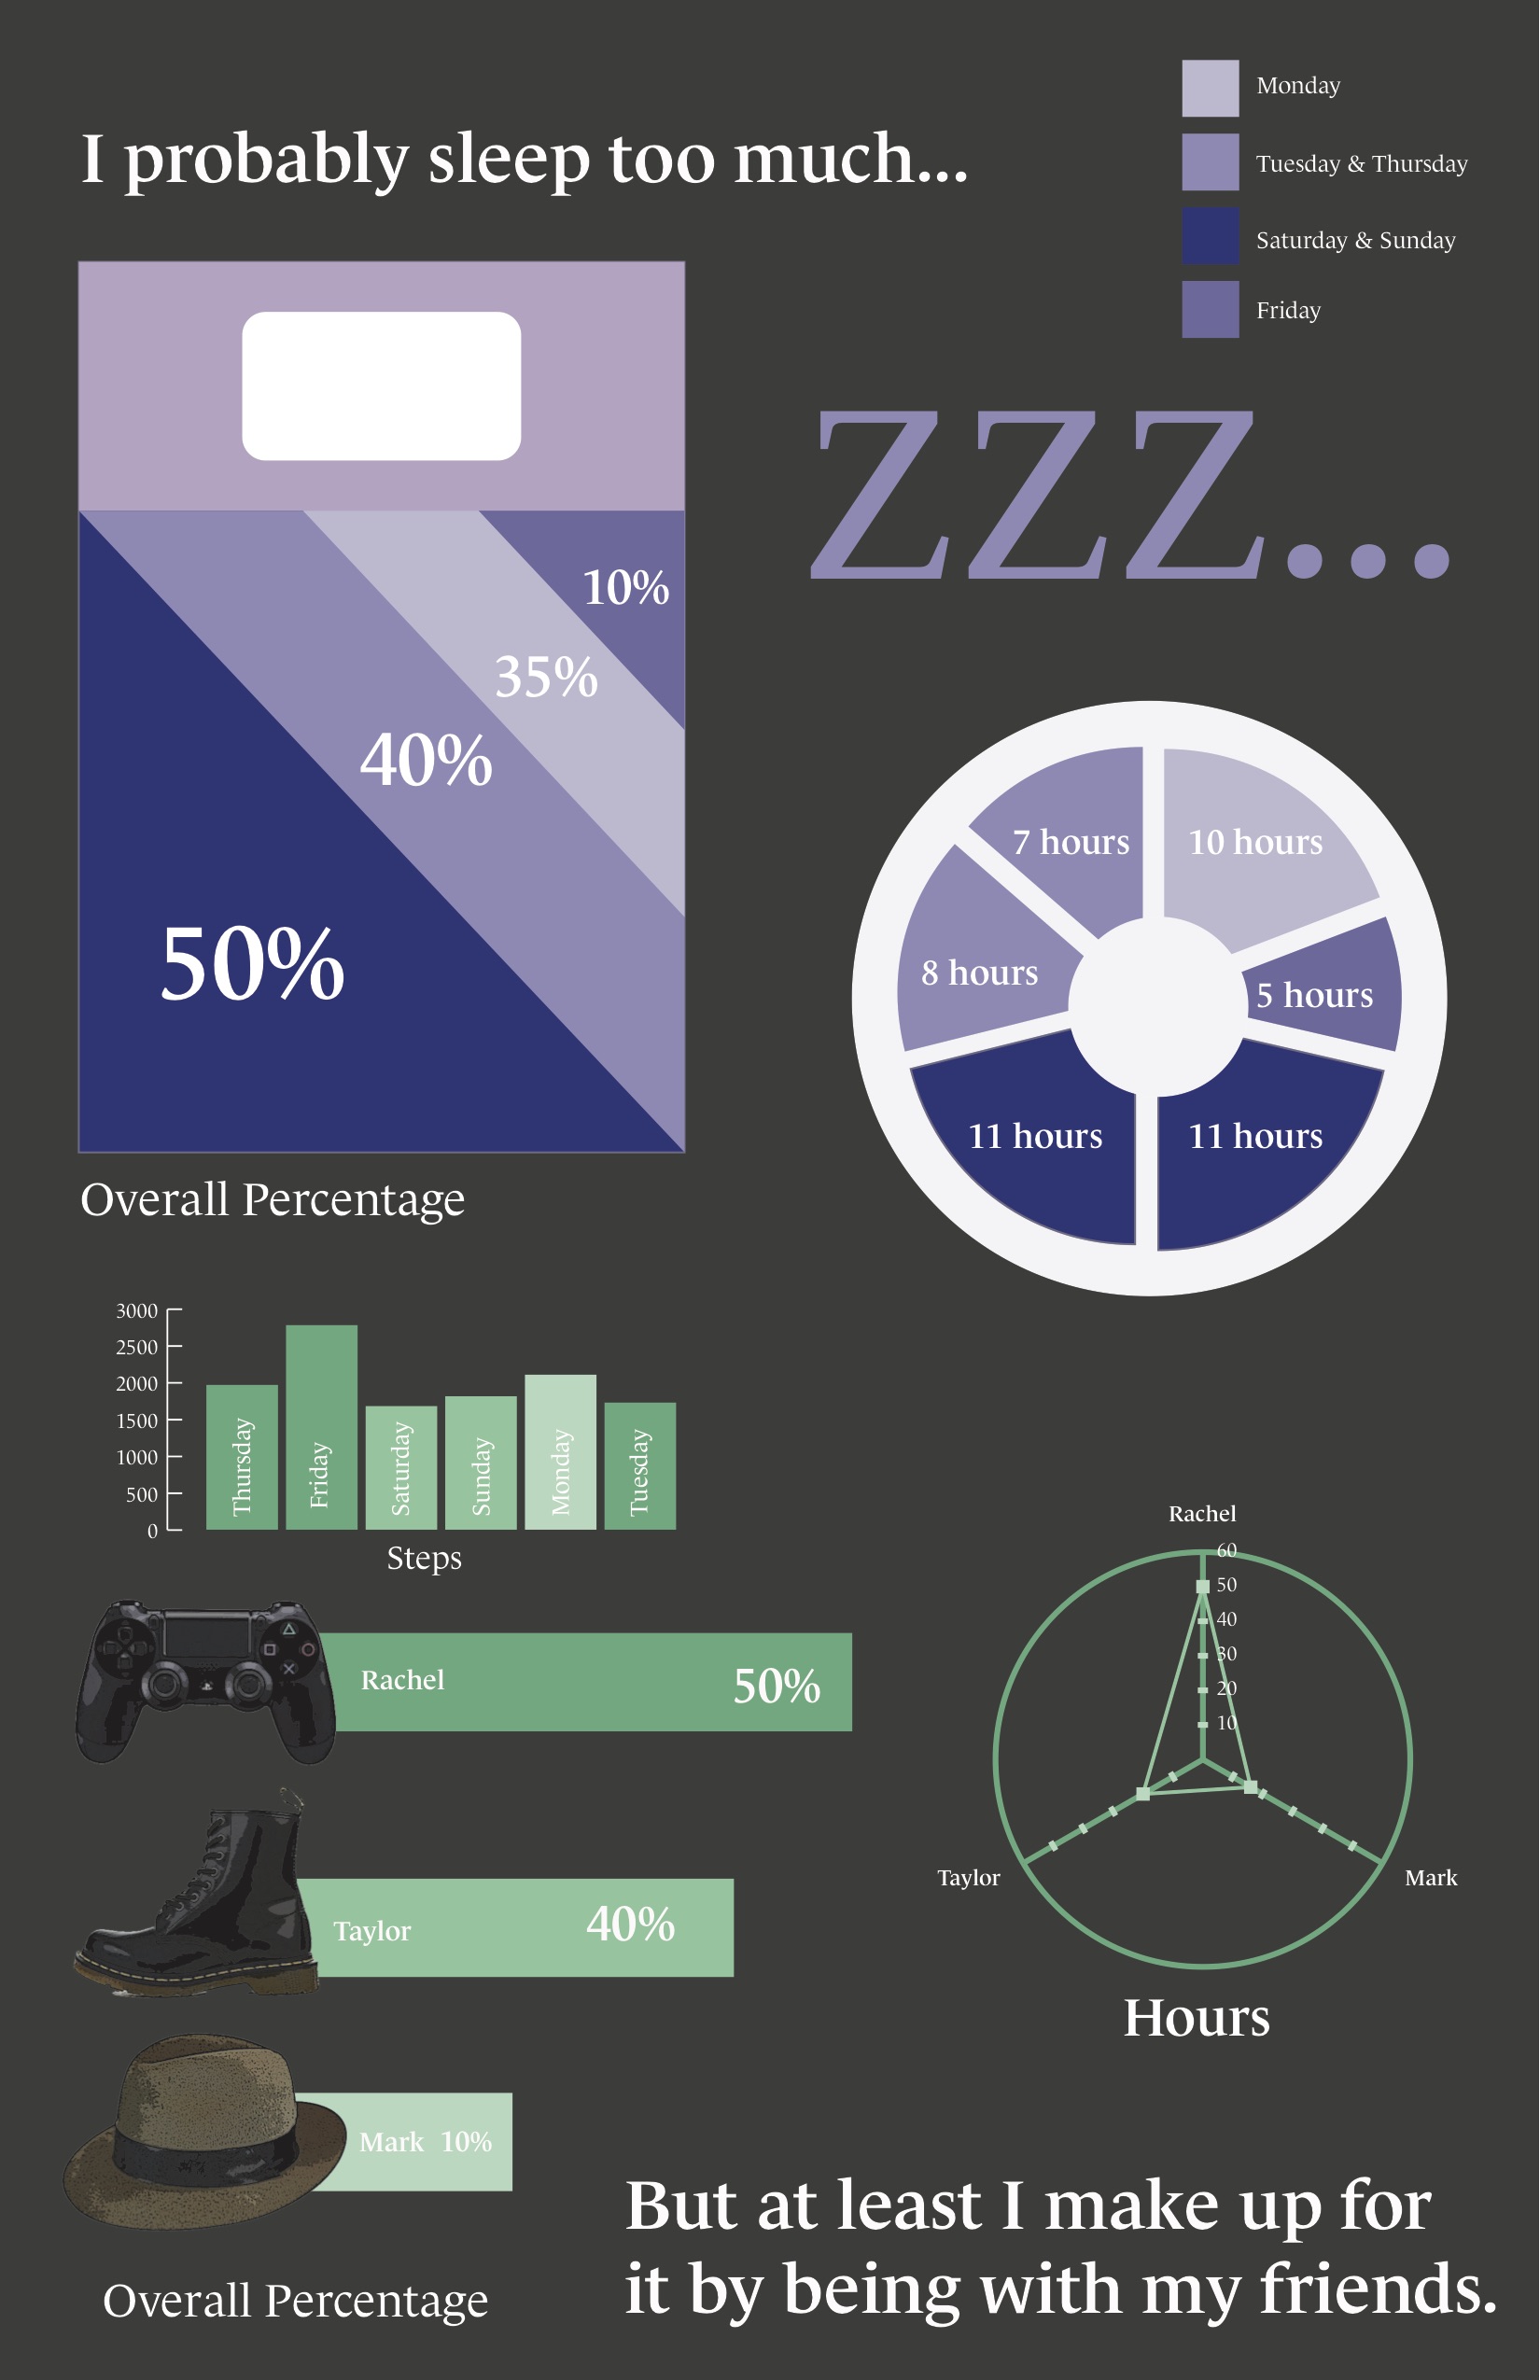 I probably sleep too much...
Monday
Tuesday & Thursday
Saturday & Sunday
Friday
ZZZ...
10%
35%
40%
50%
Overall Percentage
7 hours
10 hours
8 hours
5 hours
11 hours
11 hours
3000
2500
2000
1500
1000
500
0
Thursday
Friday
Saturday
Sunday
Monday
Tuesday
Steps
Rachel
50%
Taylor
40%
Mark 10%
Overall Percentage
Rachel
60
50
40
30
20
10
Taylor
Mark
Hours
But at least I make up for
it by being with my friends.